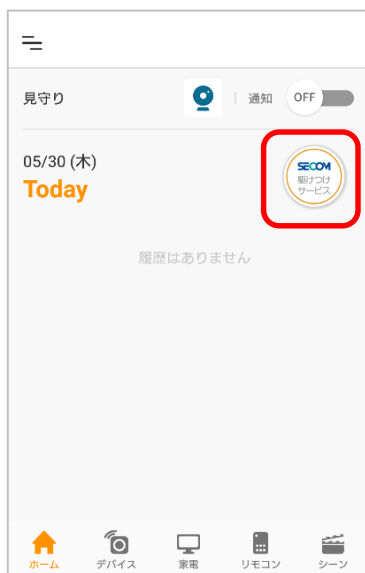 見守り
通知
OFF
05/30 (木)
Today
SECOM
駆けつけ
サービス
履歴はありません
ホーム
デバイス
家電
リモコン
シーン